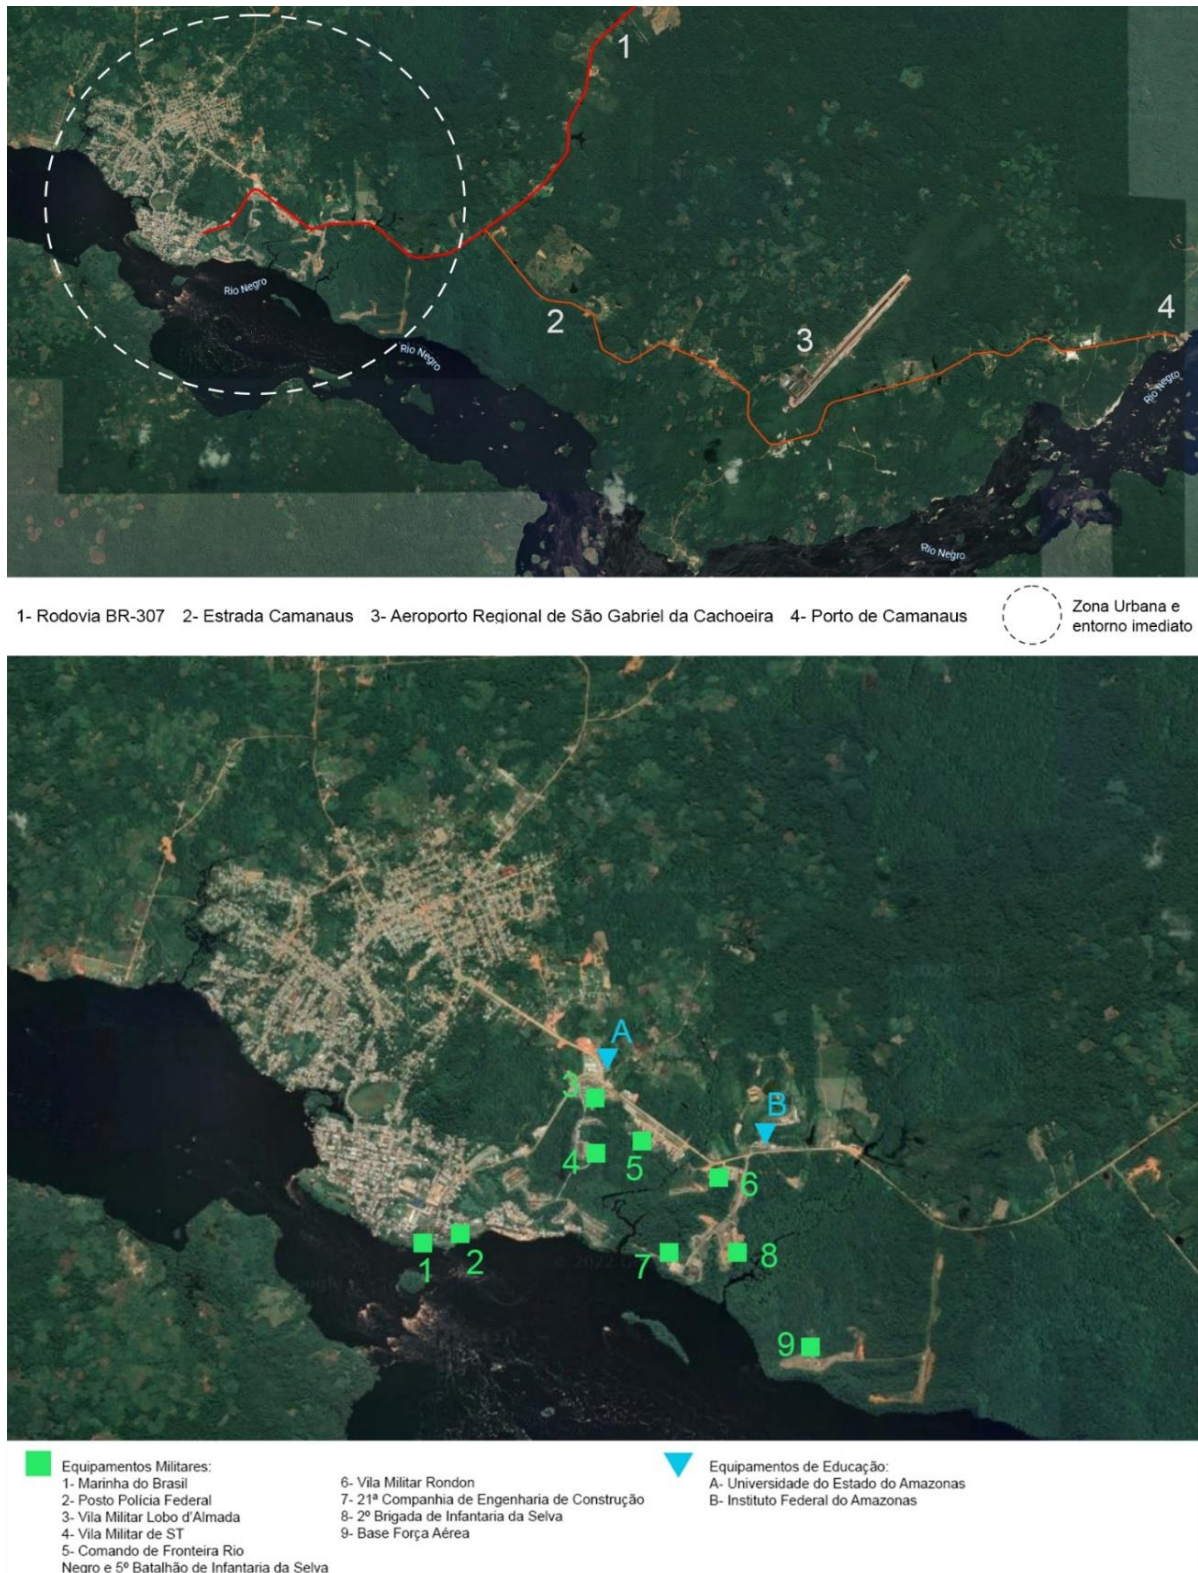 1
2
3
4
Rio Negro
Rio Negro
Rio Negro
Rio Negro
1- Rodovia BR-307 2- Estrada Camanaus 3- Aeroporto Regional de São Gabriel da Cachoeira 4- Porto de Camanaus
Zona Urbana e
entorno imediato
A
B
3
4
5
6
1
2
7
8
9
© 2022
Equipamentos Militares:
1- Marinha do Brasil
2- Posto Polícia Federal
3- Vila Militar Lobo d'Almada
4- Vila Militar de ST
5- Comando de Fronteira Rio
Negro e 5º Batalhão de Infantaria da Selva
6- Vila Militar Rondon
7- 21ª Companhia de Engenharia de Construção
8- 2º Brigada de Infantaria da Selva
9- Base Força Aérea
Equipamentos de Educação:
A- Universidade do Estado do Amazonas
B- Instituto Federal do Amazonas